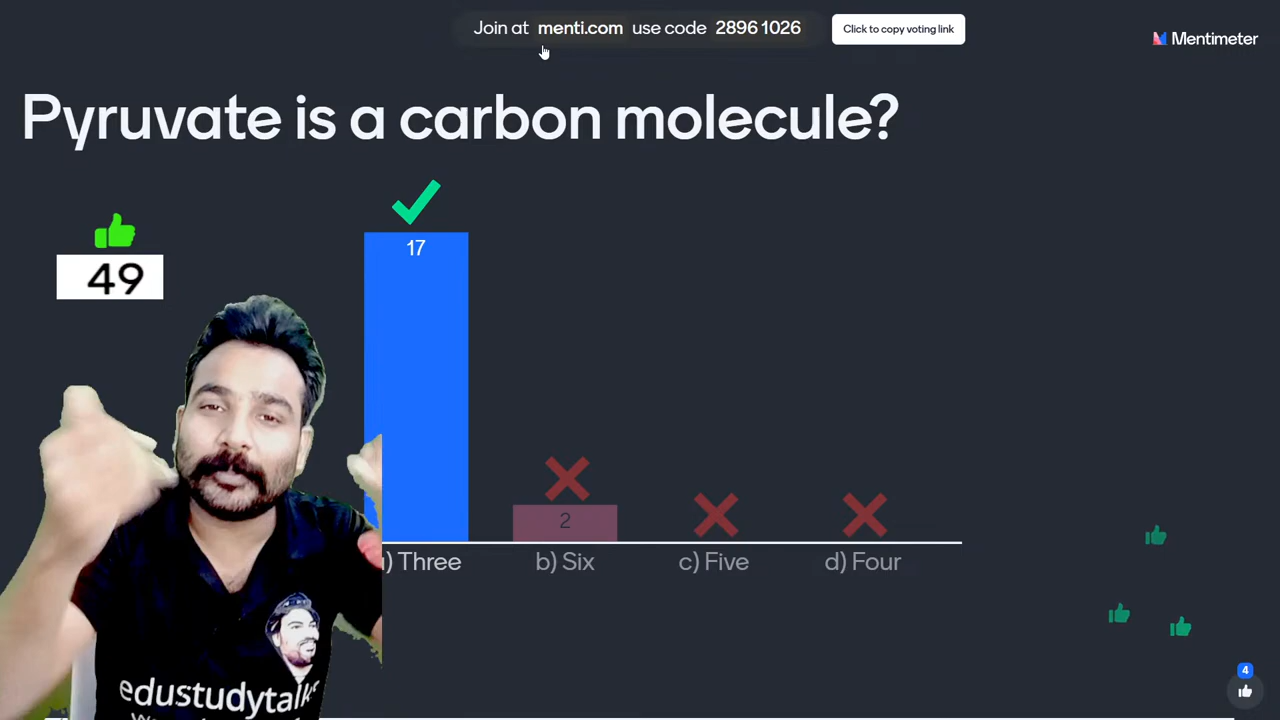 Join at menti.com use code 2896 1026
Click to copy voting link
Mentimeter
Pyruvate is a carbon molecule?
17
49
2
a) Three
b) Six
c) Five
d) Four
4
edustudytalk